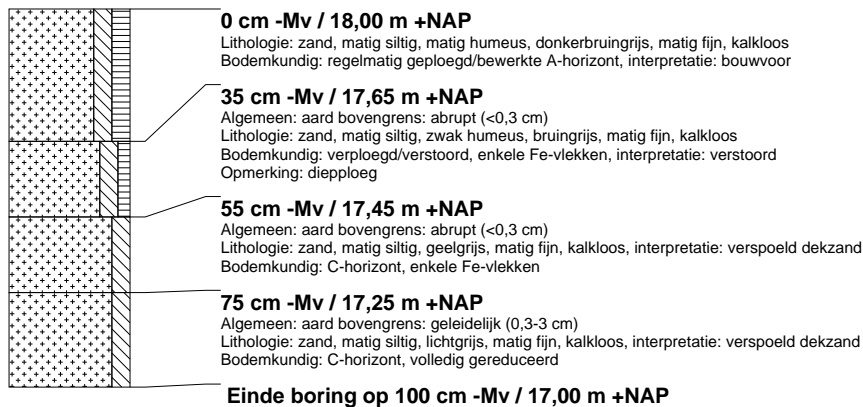 0 cm -Mv / 18,00 m +NAP
Lithologie: zand, matig siltig, matig humeus, donkerbruingrijs, matig fijn, kalkloos
Bodemkundig: regelmatig geploegd/bewerkte A-horizont, interpretatie: bouwvoor
35 cm -Mv / 17,65 m +NAP
Algemeen: aard bovengrens: abrupt (<0,3 cm)
Lithologie: zand, matig siltig, zwak humeus, bruingrijs, matig fijn, kalkloos
Bodemkundig: verploegd/verstoord, enkele Fe-vlekken, interpretatie: verstoord
Opmerking: diepploeg
55 cm -Mv / 17,45 m +NAP
Algemeen: aard bovengrens: abrupt (<0,3 cm)
Lithologie: zand, matig siltig, geelgrijs, matig fijn, kalkloos, interpretatie: verspoeld dekzand
Bodemkundig: C-horizont, enkele Fe-vlekken
75 cm -Mv / 17,25 m +NAP
Algemeen: aard bovengrens: geleidelijk (0,3-3 cm)
Lithologie: zand, matig siltig, lichtgrijs, matig fijn, kalkloos, interpretatie: verspoeld dekzand
Bodemkundig: C-horizont, volledig gereduceerd
Einde boring op 100 cm -Mv / 17,00 m +NAP